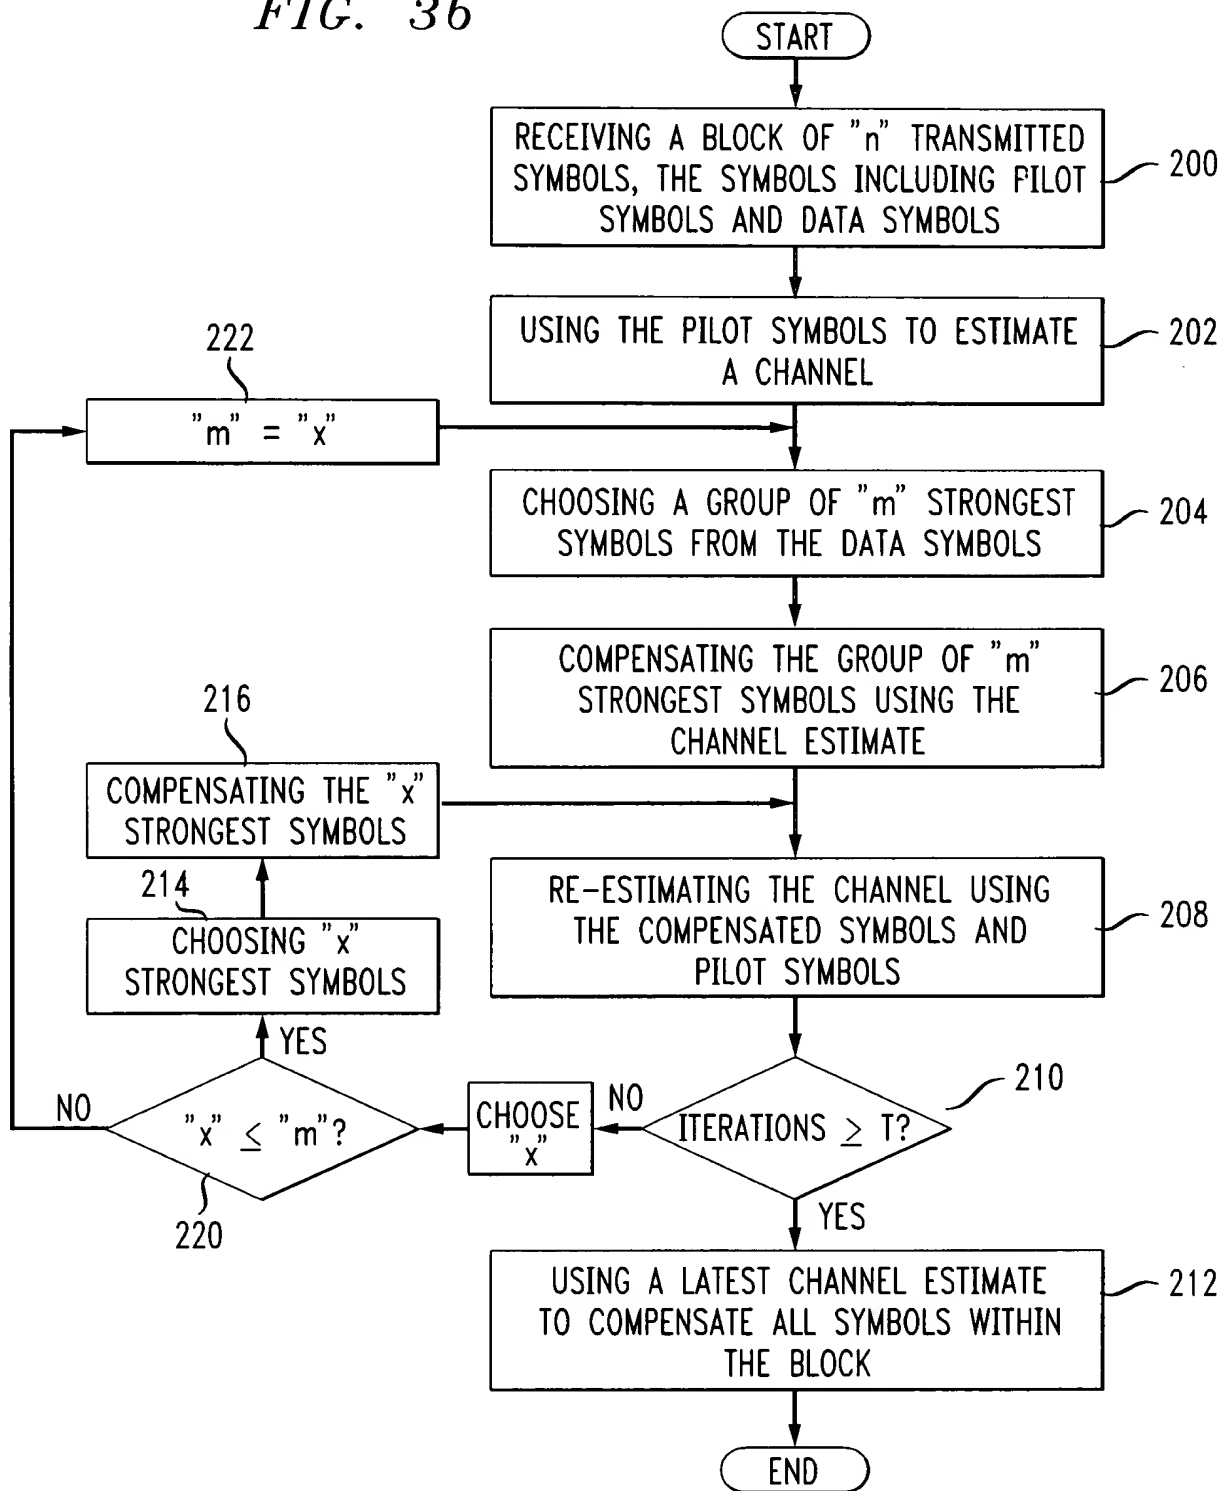 FIG. 3b
START
RECEIVING A BLOCK OF "n" TRANSMITTED
SYMBOLS, THE SYMBOLS INCLUDING PILOT
SYMBOLS AND DATA SYMBOLS
200
USING THE PILOT SYMBOLS TO ESTIMATE
A CHANNEL
202
222
"m" = "x"
CHOOSING A GROUP OF "m" STRONGEST
SYMBOLS FROM THE DATA SYMBOLS
204
COMPENSATING THE GROUP OF "m"
STRONGEST SYMBOLS USING THE
CHANNEL ESTIMATE
206
216
COMPENSATING THE "x"
STRONGEST SYMBOLS
214
CHOOSING "x"
STRONGEST SYMBOLS
RE-ESTIMATING THE CHANNEL USING
THE COMPENSATED SYMBOLS AND
PILOT SYMBOLS
208
YES
NO
"x" ≤ "m"?
220
CHOOSE
"x"
NO
ITERATIONS ≥ T?
210
YES
USING A LATEST CHANNEL ESTIMATE
TO COMPENSATE ALL SYMBOLS WITHIN
THE BLOCK
212
END